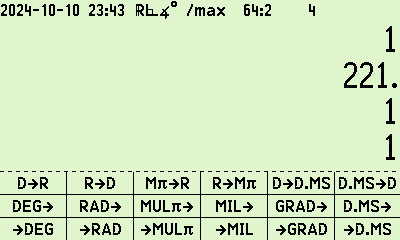 2024-10-10 23:43 R∟∡° /max 64:2 4
1
221.
1
1
D→R R→D Mπ→R R→Mπ D→D.MS D.MS→D
DEG→ RAD→ MULπ→ MIL→ GRAD→ D.MS→
→DEG →RAD →MULπ →MIL →GRAD →D.MS